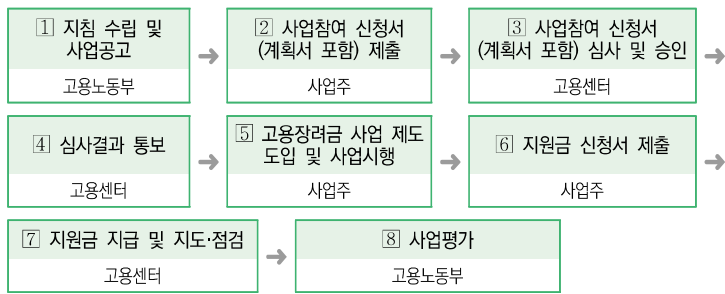 1 지침 수립 및
사업공고
고용노동부
2 사업참여 신청서
(계획서 포함) 제출
사업주
3 사업참여 신청서
(계획서 포함) 심사 및 승인
고용센터
4 심사결과 통보
고용센터
5 고용장려금 사업 제도
도입 및 사업시행
사업주
6 지원금 신청서 제출
사업주
7 지원금 지급 및 지도·점검
고용센터
8 사업평가
고용노동부